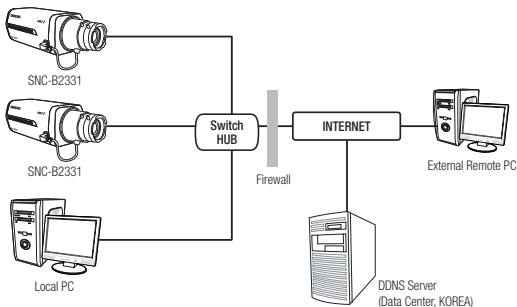 SNC-B2331
SNC-B2331
Local PC
Switch
HUB
Firewall
INTERNET
External Remote PC
DDNS Server
(Data Center, KOREA)